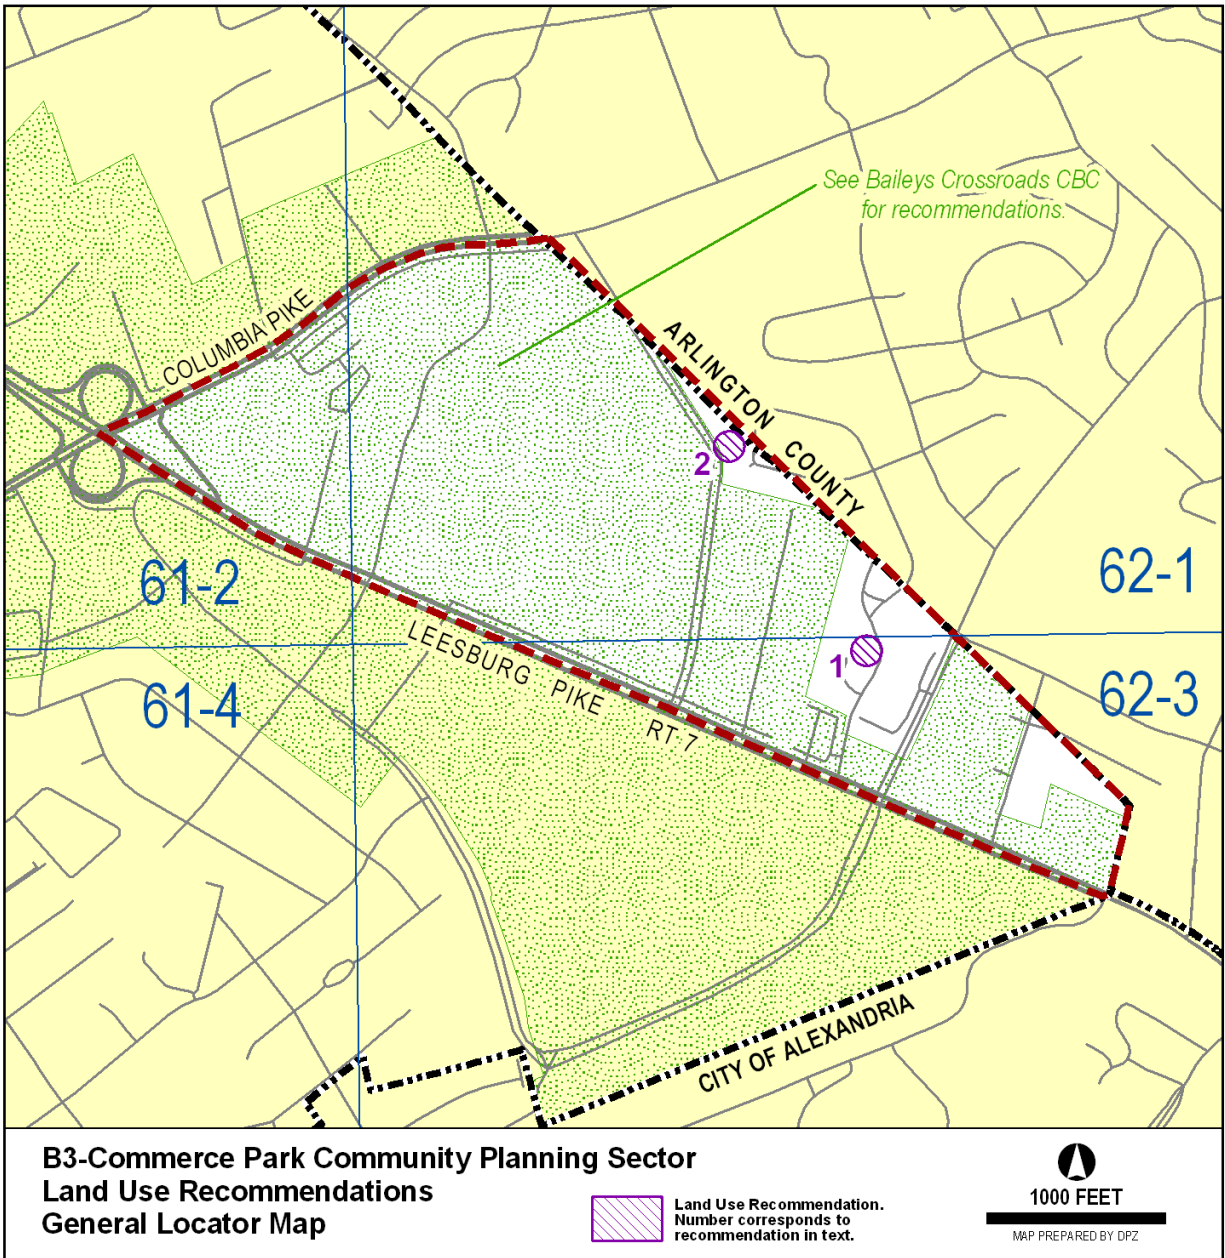 See Baileys Crossroads CBC
for recommendations.
COLUMBIA PIKE
ARLINGTON COUNTY
2
61-2
62-1
1
LEESBURG PIKE RT 7
61-4
62-3
CITY OF ALEXANDRIA
B3-Commerce Park Community Planning Sector
Land Use Recommendations
General Locator Map
Land Use Recommendation.
Number corresponds to
recommendation in text.
1000 FEET
MAP PREPARED BY DPZ